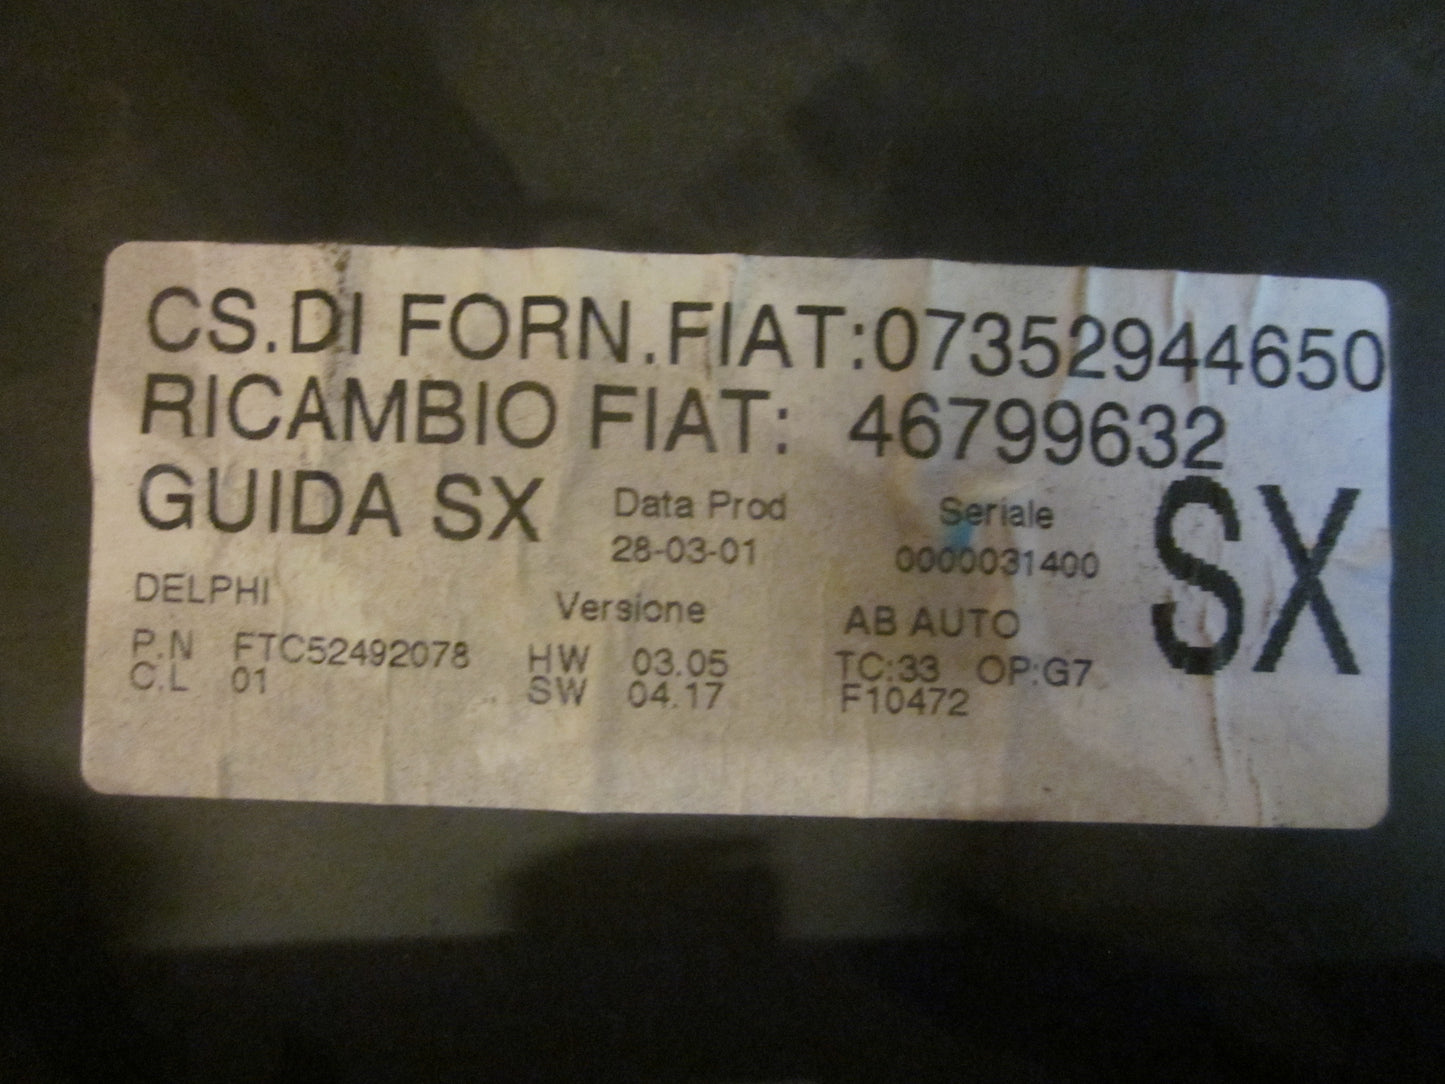 CS.DI FORN.FIAT:07352944650
RICAMBIO FIAT: 46799632
GUIDA SX
Data Prod
28-03-01
Seriale
0000031400
SX
DELPHI
P.N FTC52492078
C.L 01
Versione
HW 03.05
SW 04.17
AB AUTO
TC:33 OP:G7
F10472